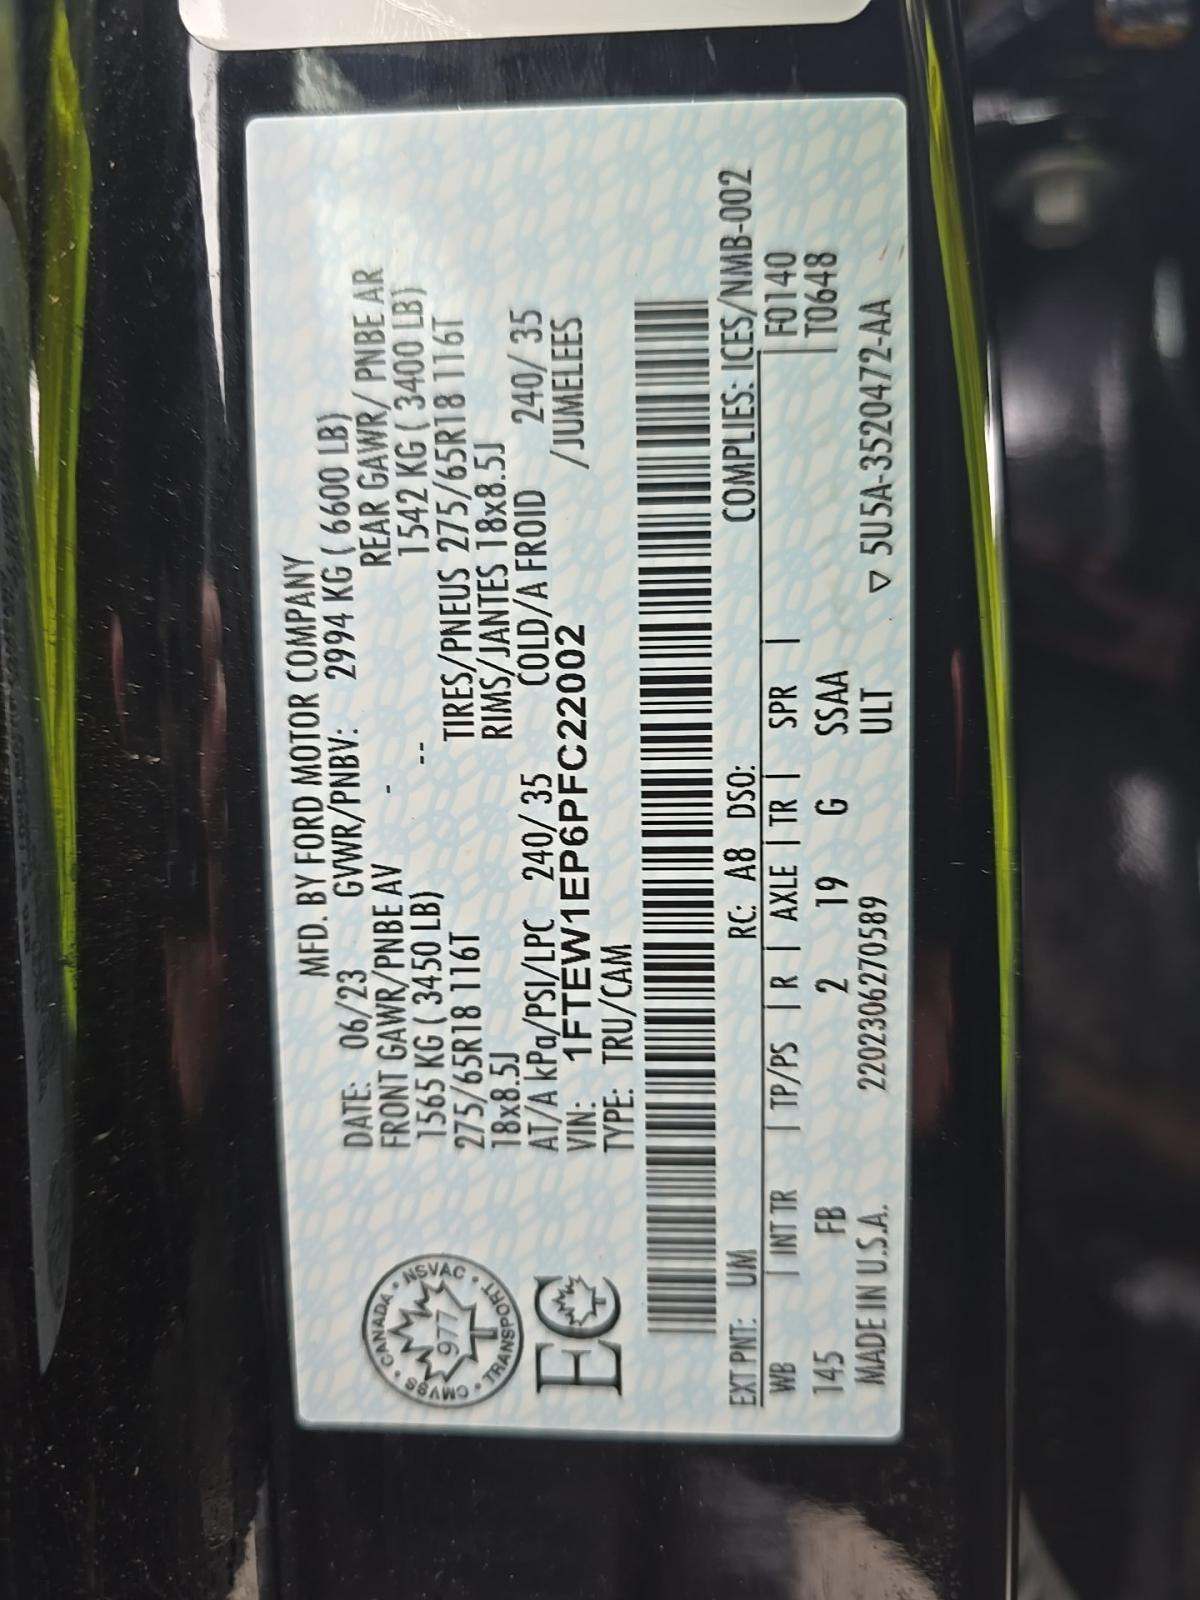 MFD. BY FORD MOTOR COMPANY
DATE: 06/23 GVWR/PNBV: 2994 KG ( 6600 LB)
FRONT GAWR/PNBE AV - REAR GAWR/ PNBE AR
1565 KG ( 3450 LB) -- 1542 KG ( 3400 LB)
275/65R18 116T TIRES/PNEUS 275/65R18 116T
18x8.5J RIMS/JANTES 18x8.5J
AT/A kPa/PSI/LPC 240/ 35 COLD/A FROID 240/ 35
VIN: 1FTEW1EP6PFC22002 /JUMELEES
TYPE: TRU/CAM
CANADA • NSVAC • TRANSPORT • CMVSS •
977
EC
EXT PNT: UM RC: A8 DSO: COMPLIES: ICES/NMB-002
WB | INT TR | TP/PS | R | AXLE | TR | SPR | | F0140
145 FB 2 19 G SSAA | T0648
MADE IN U.S.A. 22023062​70589 ULT ▽ 5U5A-3520472-AA